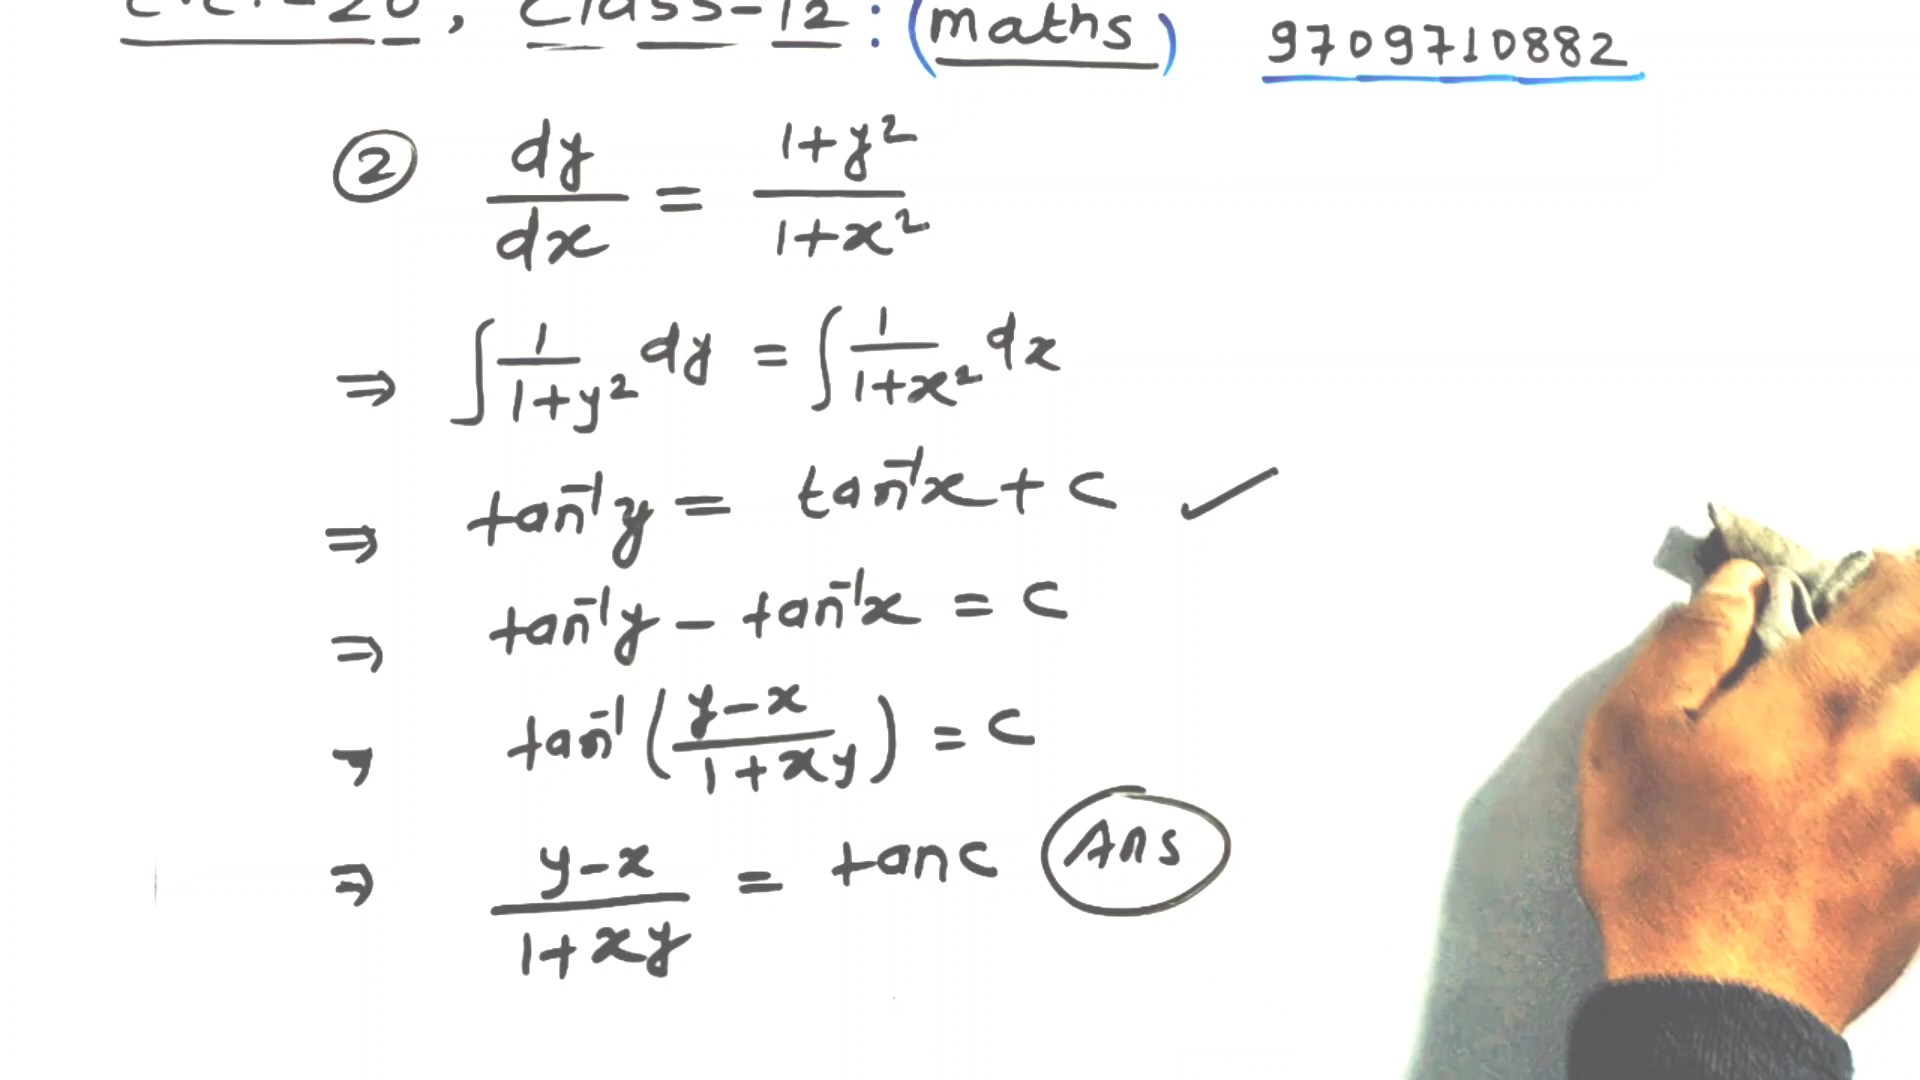 Class-12 : (maths) 9709710882
② dy/dx = 1+y²/1+x²
⇒ ∫ 1/1+y² dy = ∫ 1/1+x² dx
⇒ tan⁻¹y = tan⁻¹x + c ✓
⇒ tan⁻¹y - tan⁻¹x = c
⇒ tan⁻¹(y-x/1+xy) = c
⇒ y-x/1+xy = tanc Ans